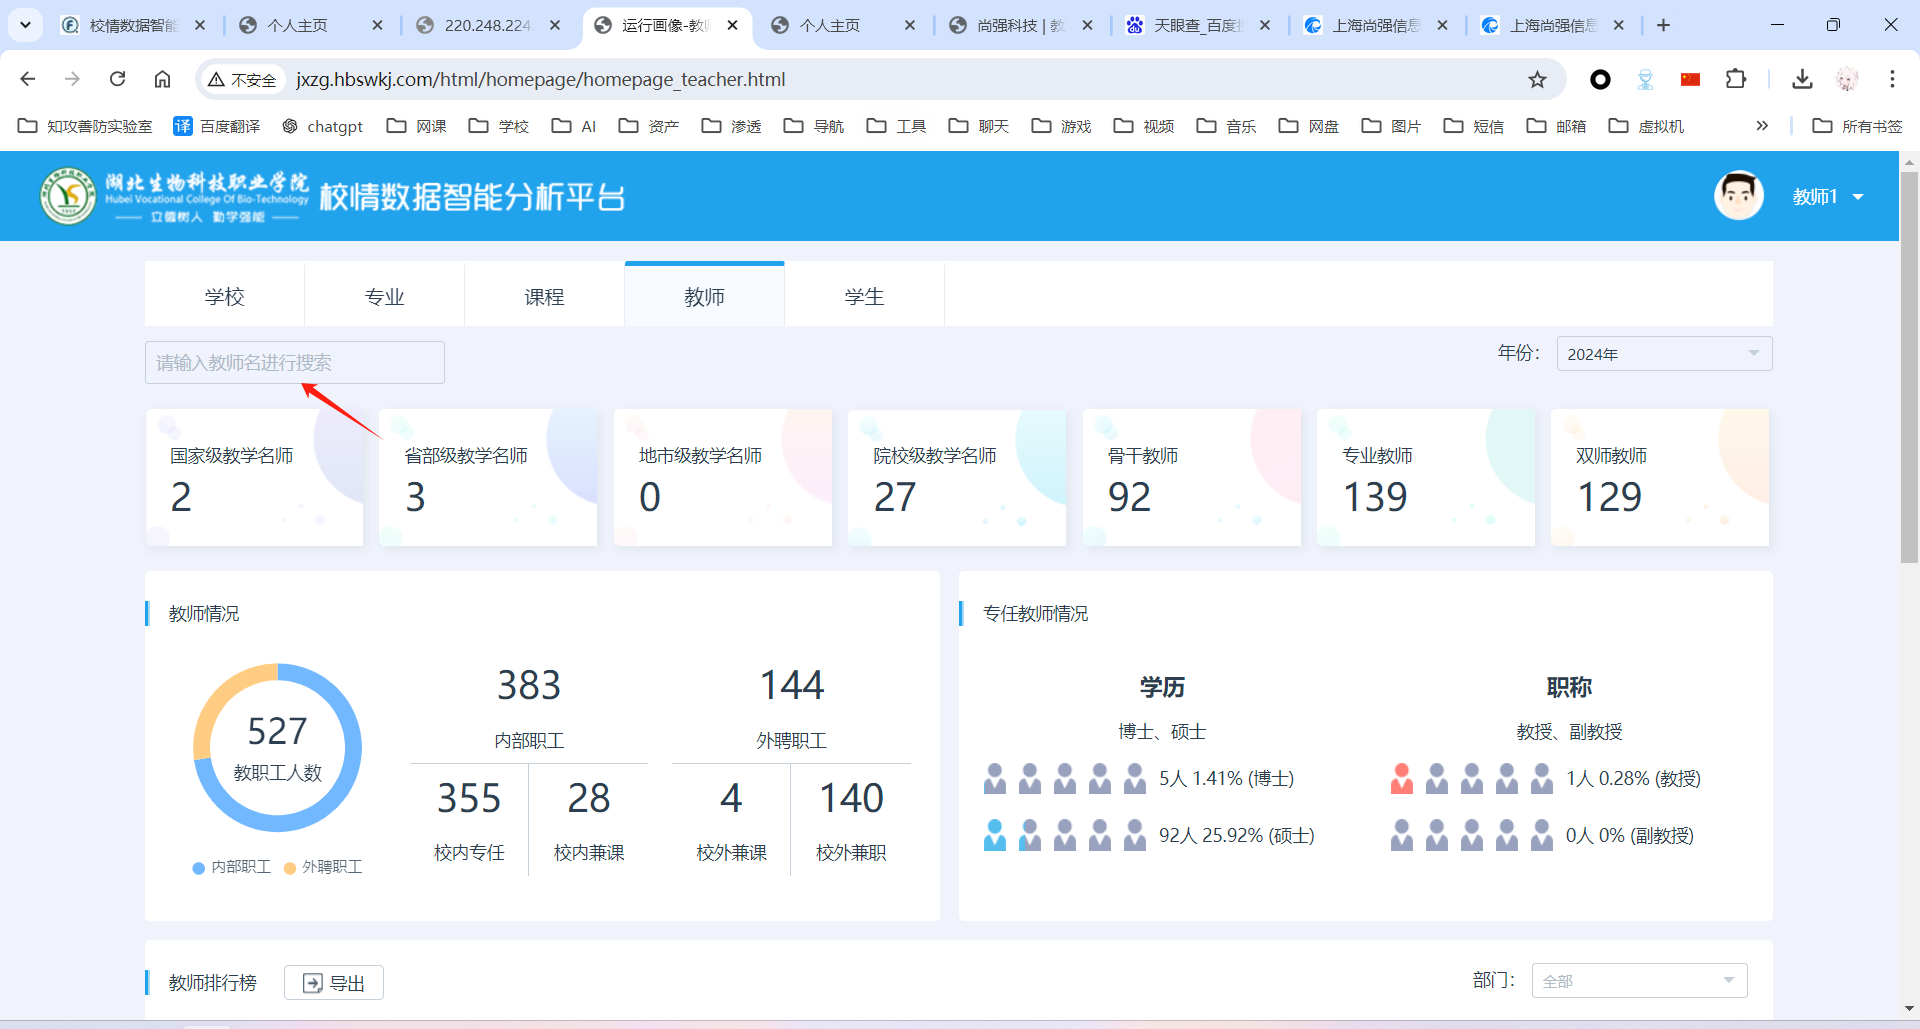 校情数据智能
个人主页
220.248.224.
运行画像-教师
个人主页
尚强科技 | 教
天眼查_百度搜
上海尚强信息
上海尚强信息
不安全
jxzg.hbswkj.com/html/homepage/homepage_teacher.html
知攻善防实验室
译 百度翻译
chatgpt
网课
学校
AI
资产
渗透
导航
工具
聊天
游戏
视频
音乐
网盘
图片
短信
邮箱
虚拟机
所有书签
湖北生物科技职业学院
Hubei Vocational College Of Bio-Technology
立德树人 勤学强能
校情数据智能分析平台
教师1
学校
专业
课程
教师
学生
请输入教师名进行搜索
年份:
2024年
国家级教学名师
2
省部级教学名师
3
地市级教学名师
0
院校级教学名师
27
骨干教师
92
专业教师
139
双师教师
129
教师情况
527
教职工人数
内部职工 外聘职工
383
内部职工
355
校内专任
28
校内兼课
144
外聘职工
4
校外兼课
140
校外兼职
专任教师情况
学历
博士、硕士
5人 1.41% (博士)
92人 25.92% (硕士)
职称
教授、副教授
1人 0.28% (教授)
0人 0% (副教授)
教师排行榜
导出
部门:
全部